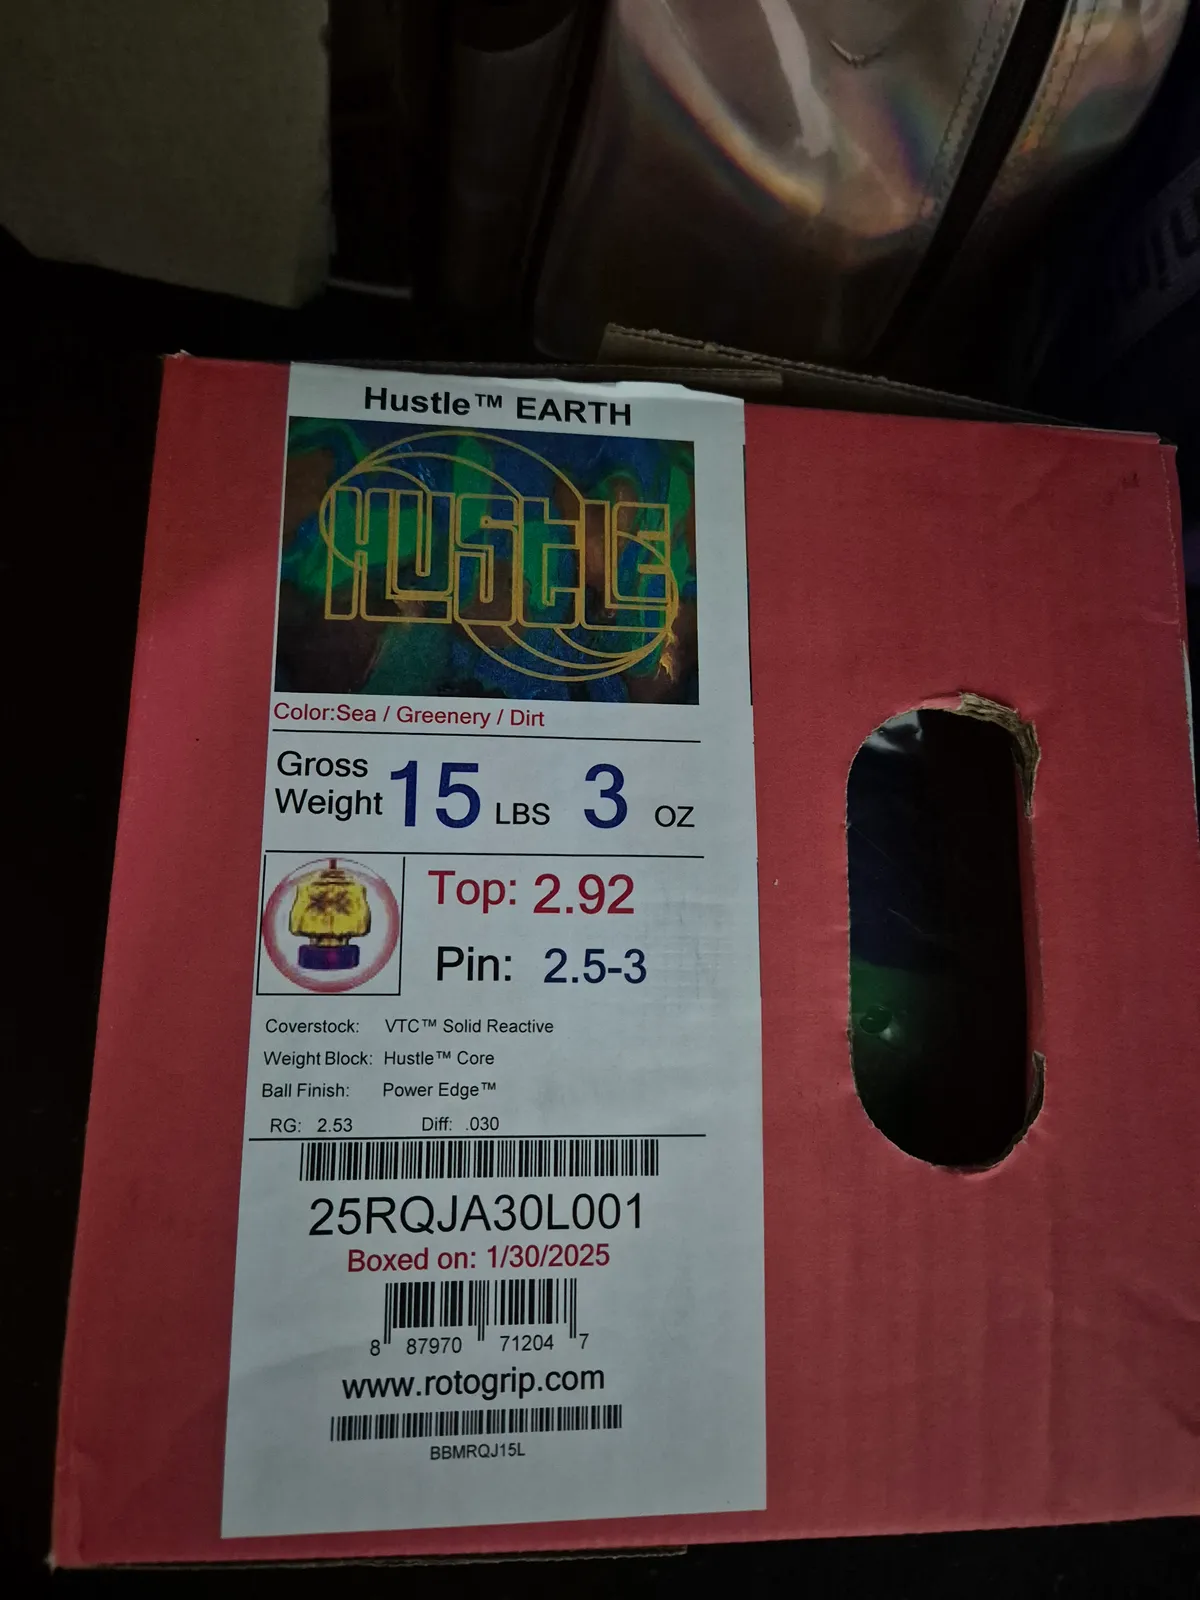 Hustle™ EARTH
HUSTLE
Color:Sea / Greenery / Dirt
Gross Weight 15 LBS 3 OZ
Top: 2.92
Pin: 2.5-3
Coverstock: VTC™ Solid Reactive
Weight Block: Hustle™ Core
Ball Finish: Power Edge™
RG: 2.53 Diff: .030
25RQJA30L001
Boxed on: 1/30/2025
8 87970 71204 7
www.rotogrip.com
BBMRQJ15L